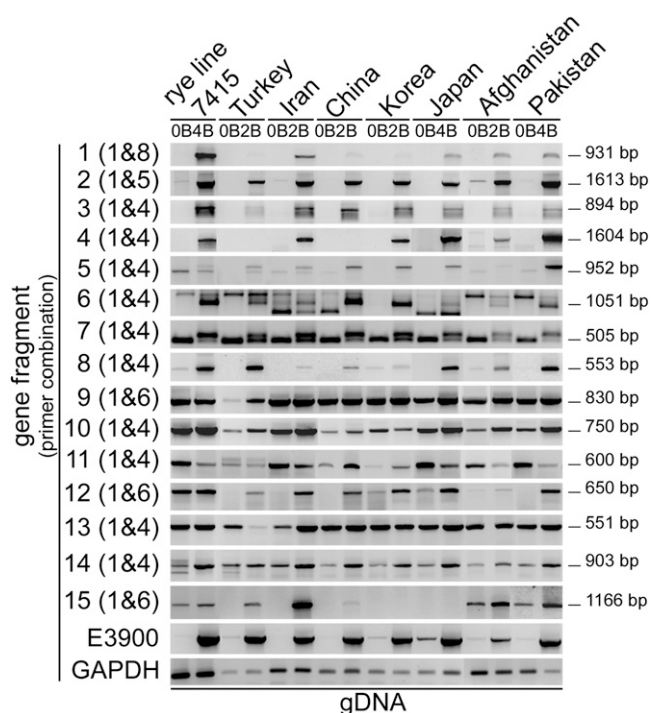 rye line
7415 Turkey Iran China Korea Japan Afghanistan Pakistan
0B4B 0B2B 0B2B 0B2B 0B2B 0B4B 0B2B 0B4B
gene fragment
(primer combination)
1 (1&8) 931 bp
2 (1&5) 1613 bp
3 (1&4) 894 bp
4 (1&4) 1604 bp
5 (1&4) 952 bp
6 (1&4) 1051 bp
7 (1&4) 505 bp
8 (1&4) 553 bp
9 (1&6) 830 bp
10 (1&4) 750 bp
11 (1&4) 600 bp
12 (1&6) 650 bp
13 (1&4) 551 bp
14 (1&4) 903 bp
15 (1&6) 1166 bp
E3900
GAPDH
gDNA